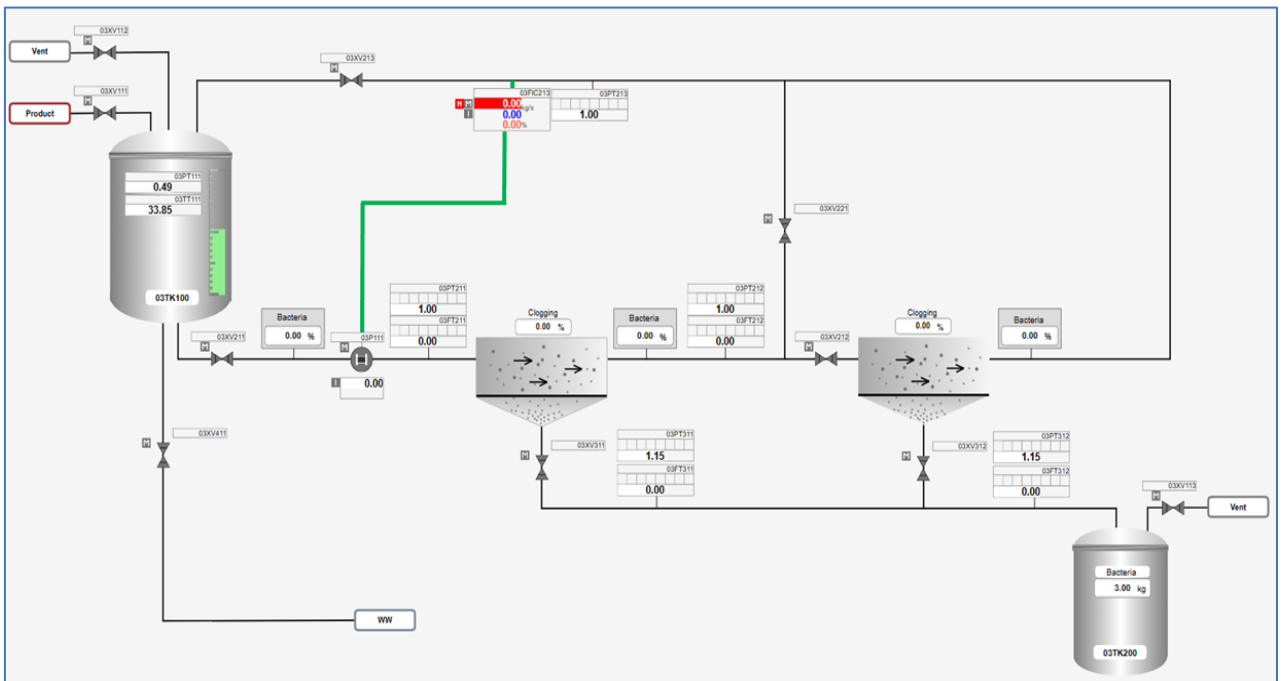 03XV112
Vent
03XV111
Product
03XV213
03FIC213
H M 0.00 kg/s
I 0.00
0.00 %
03PT213
1.00
03PT111
0.49
03TT111
33.85
03TK100
03XV221
03XV211
Bacteria
0.00 %
03P111
I 0.00
03PT211
1.00
03FT211
0.00
Clogging
0.00 %
Bacteria
0.00 %
03PT212
1.00
03FT212
0.00
03XV212
Clogging
0.00 %
Bacteria
0.00 %
03XV411
03XV311
03PT311
1.15
03FT311
0.00
03XV312
03PT312
1.15
03FT312
0.00
03XV113
Vent
Bacteria
3.00 kg
03TK200
WW